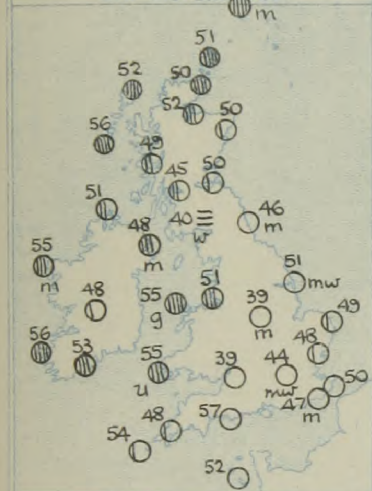 m
51
52 50
52 50
56 49
45 50
51 40 w 46 m
48 m
55 m
51 mw
48 55 g 51 39 m 49
56 53 55 u 39 44 mw 48
50
47 m
48 57
54
52